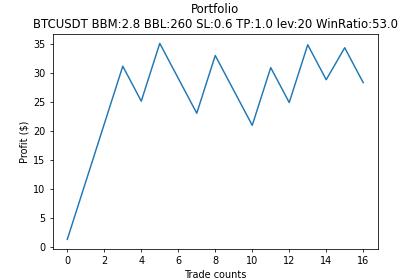 Portfolio
BTCUSDT BBM:2.8 BBL:260 SL:0.6 TP:1.0 lev:20 WinRatio:53.0
35
30
25
20
15
10
5
0
Profit ($)
0 2 4 6 8 10 12 14 16
Trade counts